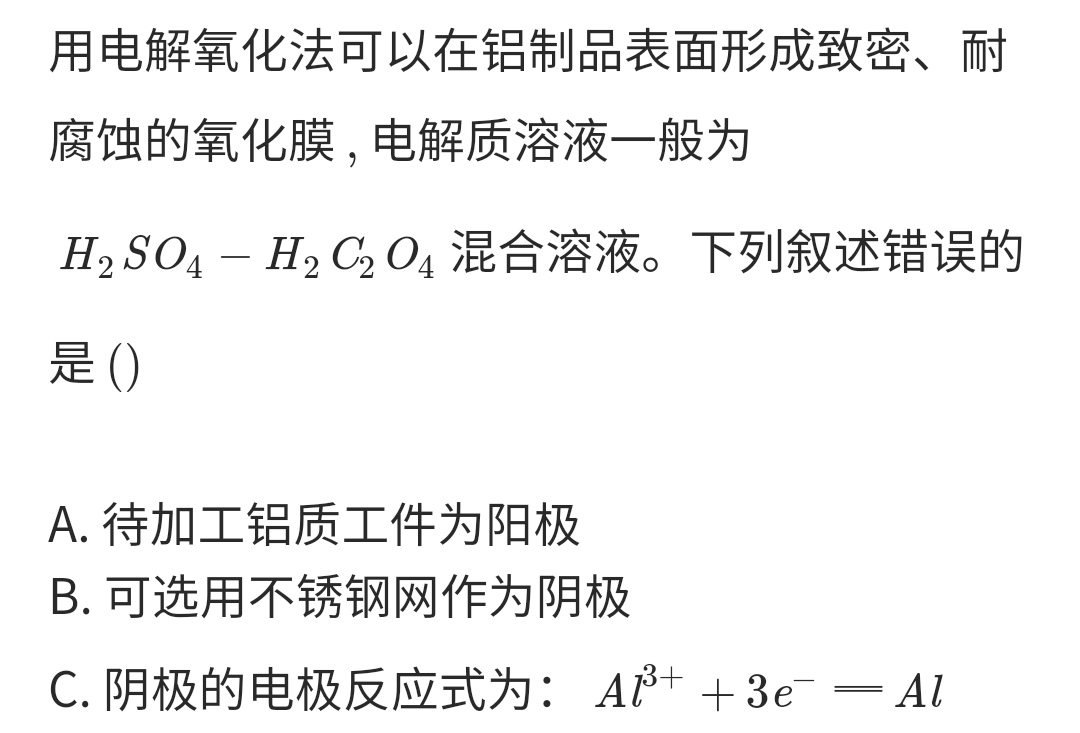 用电解氧化法可以在铝制品表面形成致密、耐
腐蚀的氧化膜,电解质溶液一般为
H₂SO₄ − H₂C₂O₄ 混合溶液。下列叙述错误的
是()
A. 待加工铝质工件为阳极
B. 可选用不锈钢网作为阴极
C. 阴极的电极反应式为： Al³⁺ + 3e⁻ ═ Al